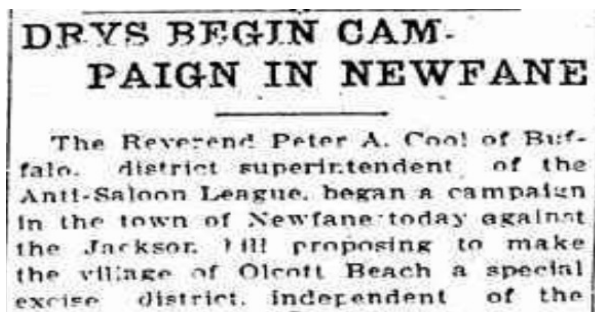 DRYS BEGIN CAM-
PAIGN IN NEWFANE
The Reverend Peter A. Cool of Buf-
falo, district superintendent of the
Anti-Saloon League, began a campaign
in the town of Newfane today against
the Jackson bill proposing to make
the village of Olcott Beach a special
excise district, independent of the